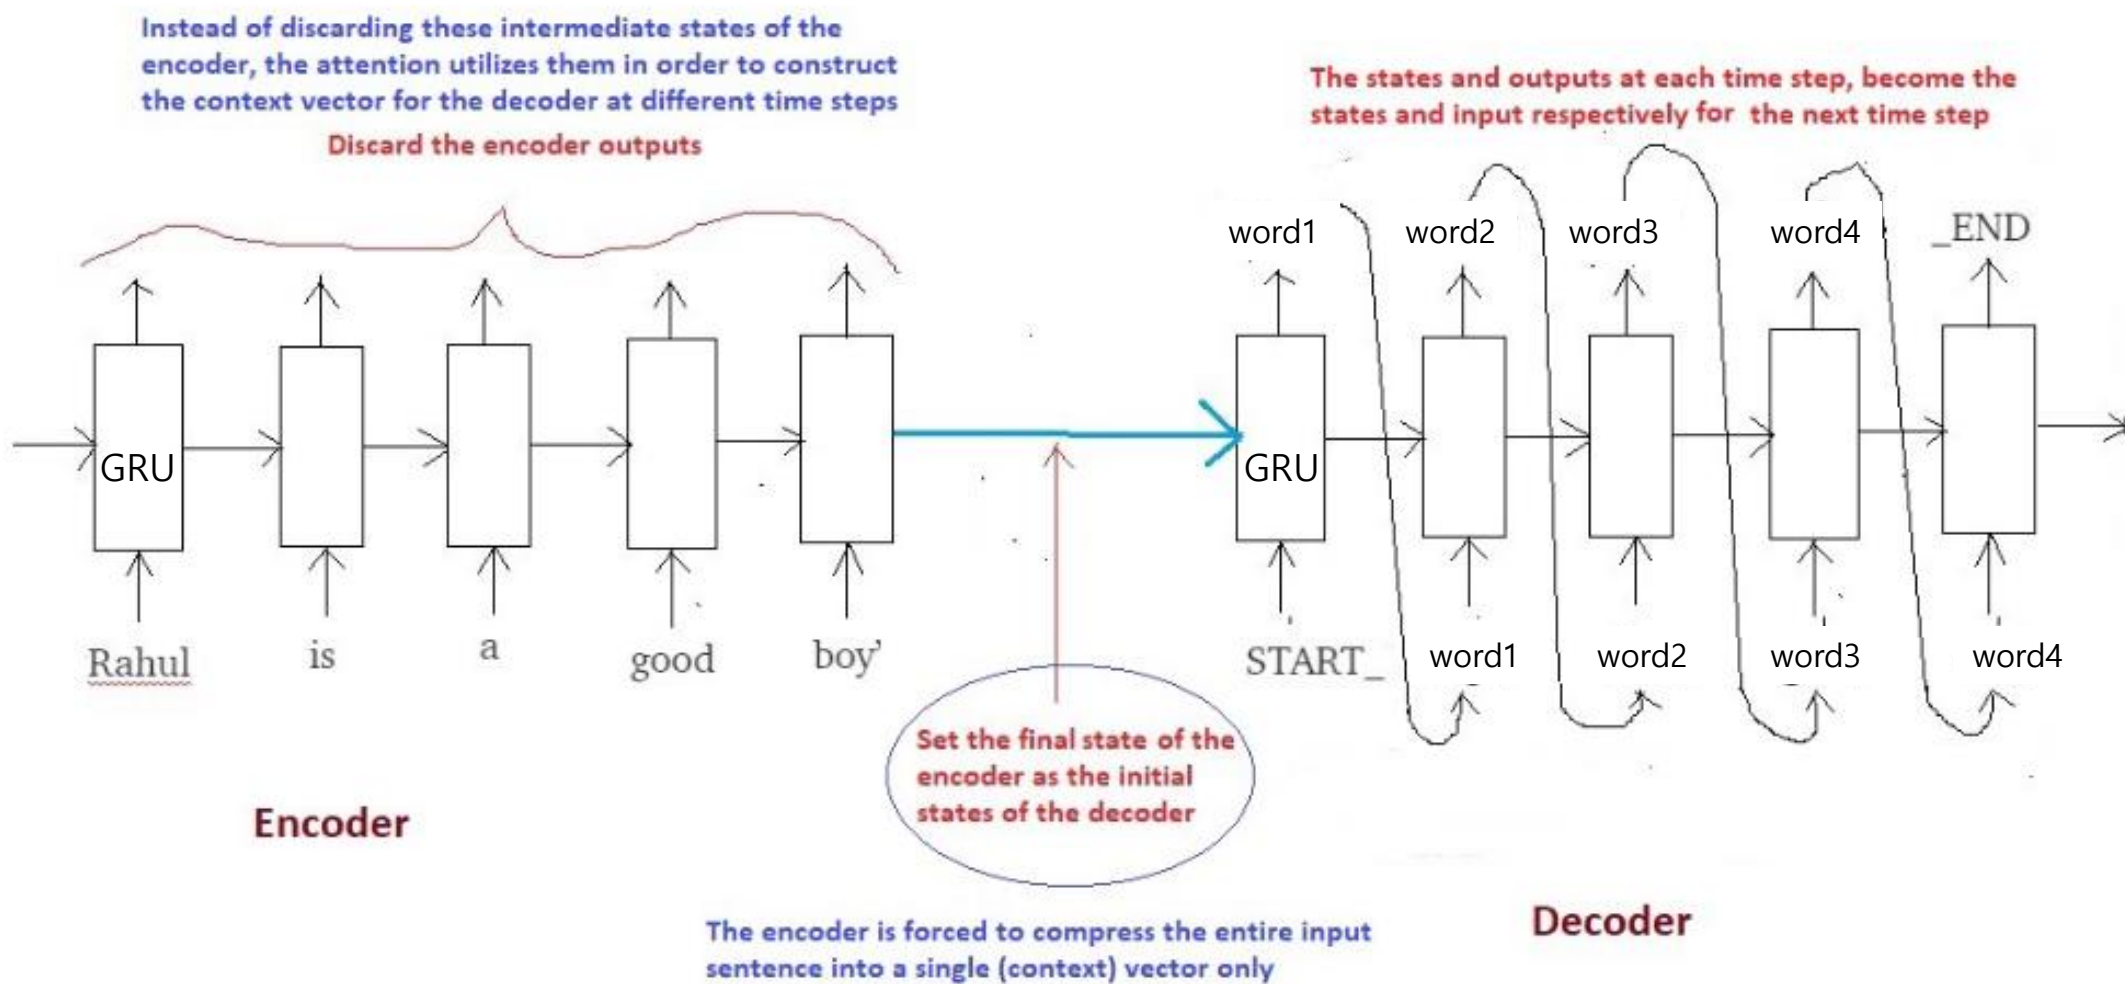 Instead of discarding these intermediate states of the
encoder, the attention utilizes them in order to construct
the context vector for the decoder at different time steps
Discard the encoder outputs
The states and outputs at each time step, become the
states and input respectively for the next time step
word1 word2 word3 word4 _END
GRU
GRU
Rahul is a good boy'
START_ word1 word2 word3 word4
Set the final state of the
encoder as the initial
states of the decoder
Encoder
Decoder
The encoder is forced to compress the entire input
sentence into a single (context) vector only